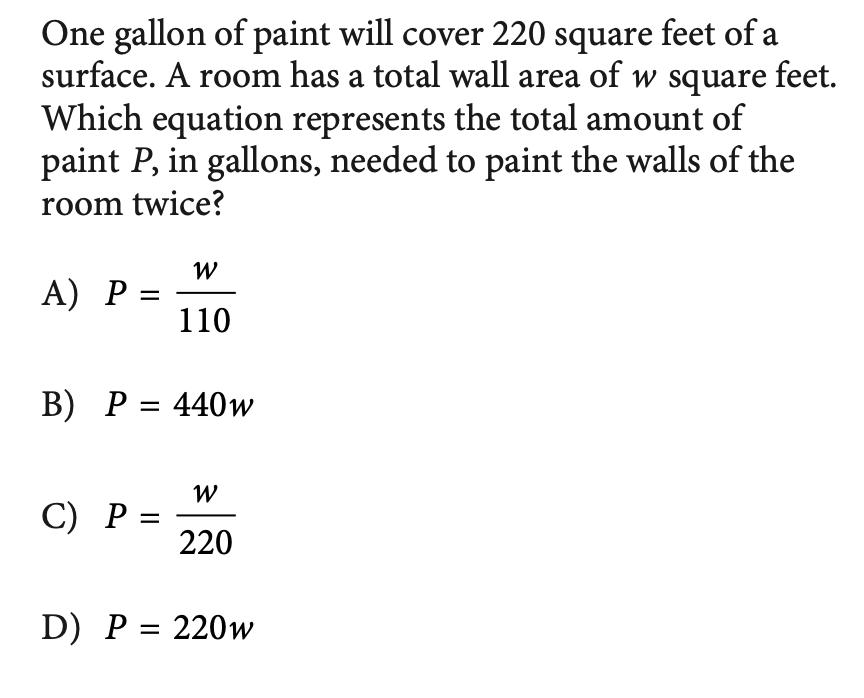 One gallon of paint will cover 220 square feet of a
surface. A room has a total wall area of w square feet.
Which equation represents the total amount of
paint P, in gallons, needed to paint the walls of the
room twice?
A) P = w/110
B) P = 440w
C) P = w/220
D) P = 220w